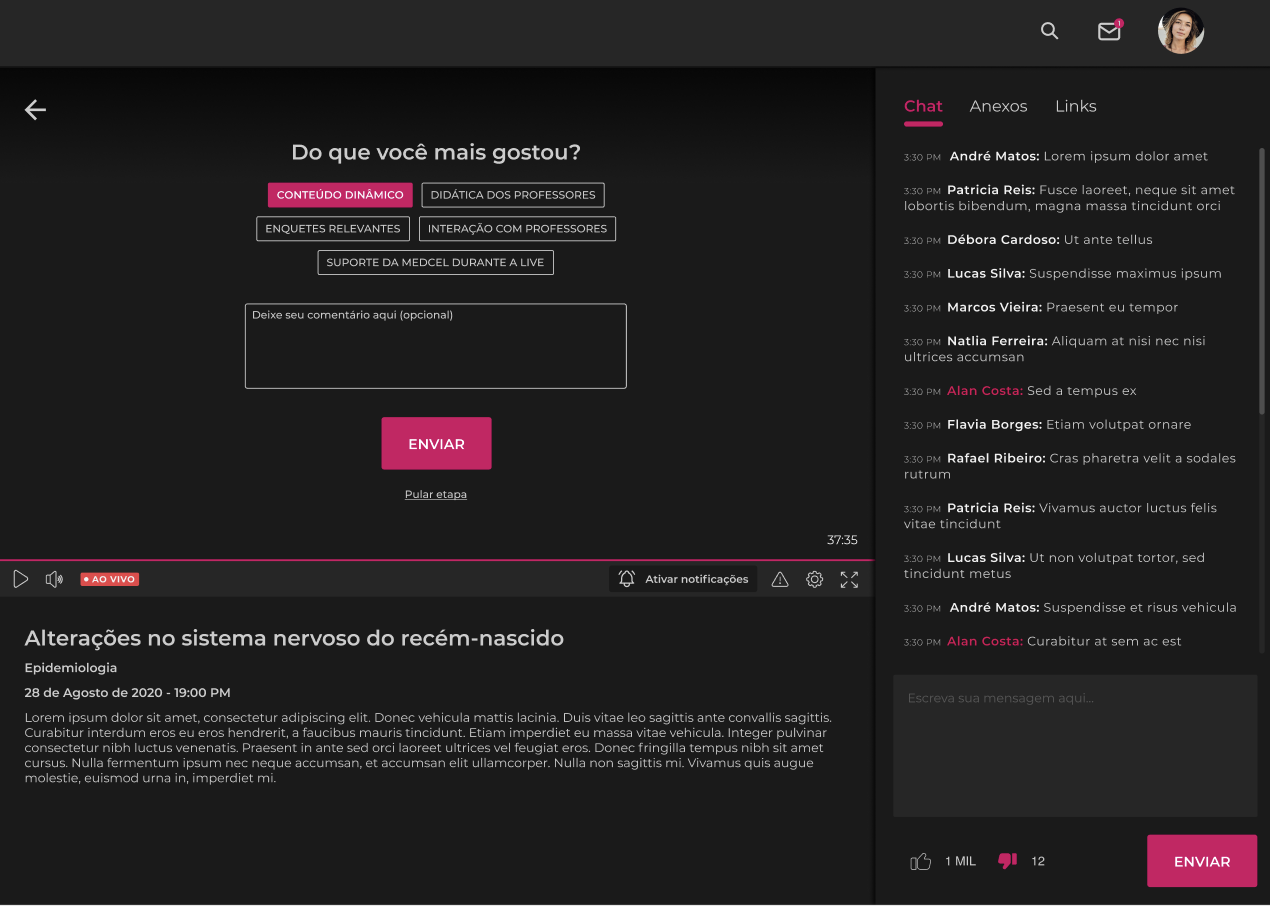 1
Do que você mais gostou?
CONTEÚDO DINÂMICO
DIDÁTICA DOS PROFESSORES
ENQUETES RELEVANTES
INTERAÇÃO COM PROFESSORES
SUPORTE DA MEDCEL DURANTE A LIVE
Deixe seu comentário aqui (opcional)
ENVIAR
Pular etapa
37:35
AO VIVO
Ativar notificações
Alterações no sistema nervoso do recém-nascido
Epidemiologia
28 de Agosto de 2020 - 19:00 PM
Lorem ipsum dolor sit amet, consectetur adipiscing elit. Donec vehicula mattis lacinia. Duis vitae leo sagittis ante convallis sagittis.
Curabitur interdum eros eu eros hendrerit, a faucibus mauris tincidunt. Etiam imperdiet eu massa vitae vehicula. Integer pulvinar
consectetur nibh luctus venenatis. Praesent in ante sed orci laoreet ultrices vel feugiat eros. Donec fringilla tempus nibh sit amet
cursus. Nulla fermentum ipsum nec neque accumsan, et accumsan elit ullamcorper. Nulla non sagittis mi. Vivamus quis augue
molestie, euismod urna in, imperdiet mi.
Chat
Anexos
Links
3:30 PM André Matos: Lorem ipsum dolor amet
3:30 PM Patricia Reis: Fusce laoreet, neque sit amet
lobortis bibendum, magna massa tincidunt orci
3:30 PM Débora Cardoso: Ut ante tellus
3:30 PM Lucas Silva: Suspendisse maximus ipsum
3:30 PM Marcos Vieira: Praesent eu tempor
3:30 PM Natlia Ferreira: Aliquam at nisi nec nisi
ultrices accumsan
3:30 PM Alan Costa: Sed a tempus ex
3:30 PM Flavia Borges: Etiam volutpat ornare
3:30 PM Rafael Ribeiro: Cras pharetra velit a sodales
rutrum
3:30 PM Patricia Reis: Vivamus auctor luctus felis
vitae tincidunt
3:30 PM Lucas Silva: Ut non volutpat tortor, sed
tincidunt metus
3:30 PM André Matos: Suspendisse et risus vehicula
3:30 PM Alan Costa: Curabitur at sem ac est
Escreva sua mensagem aqui...
1 MIL
12
ENVIAR